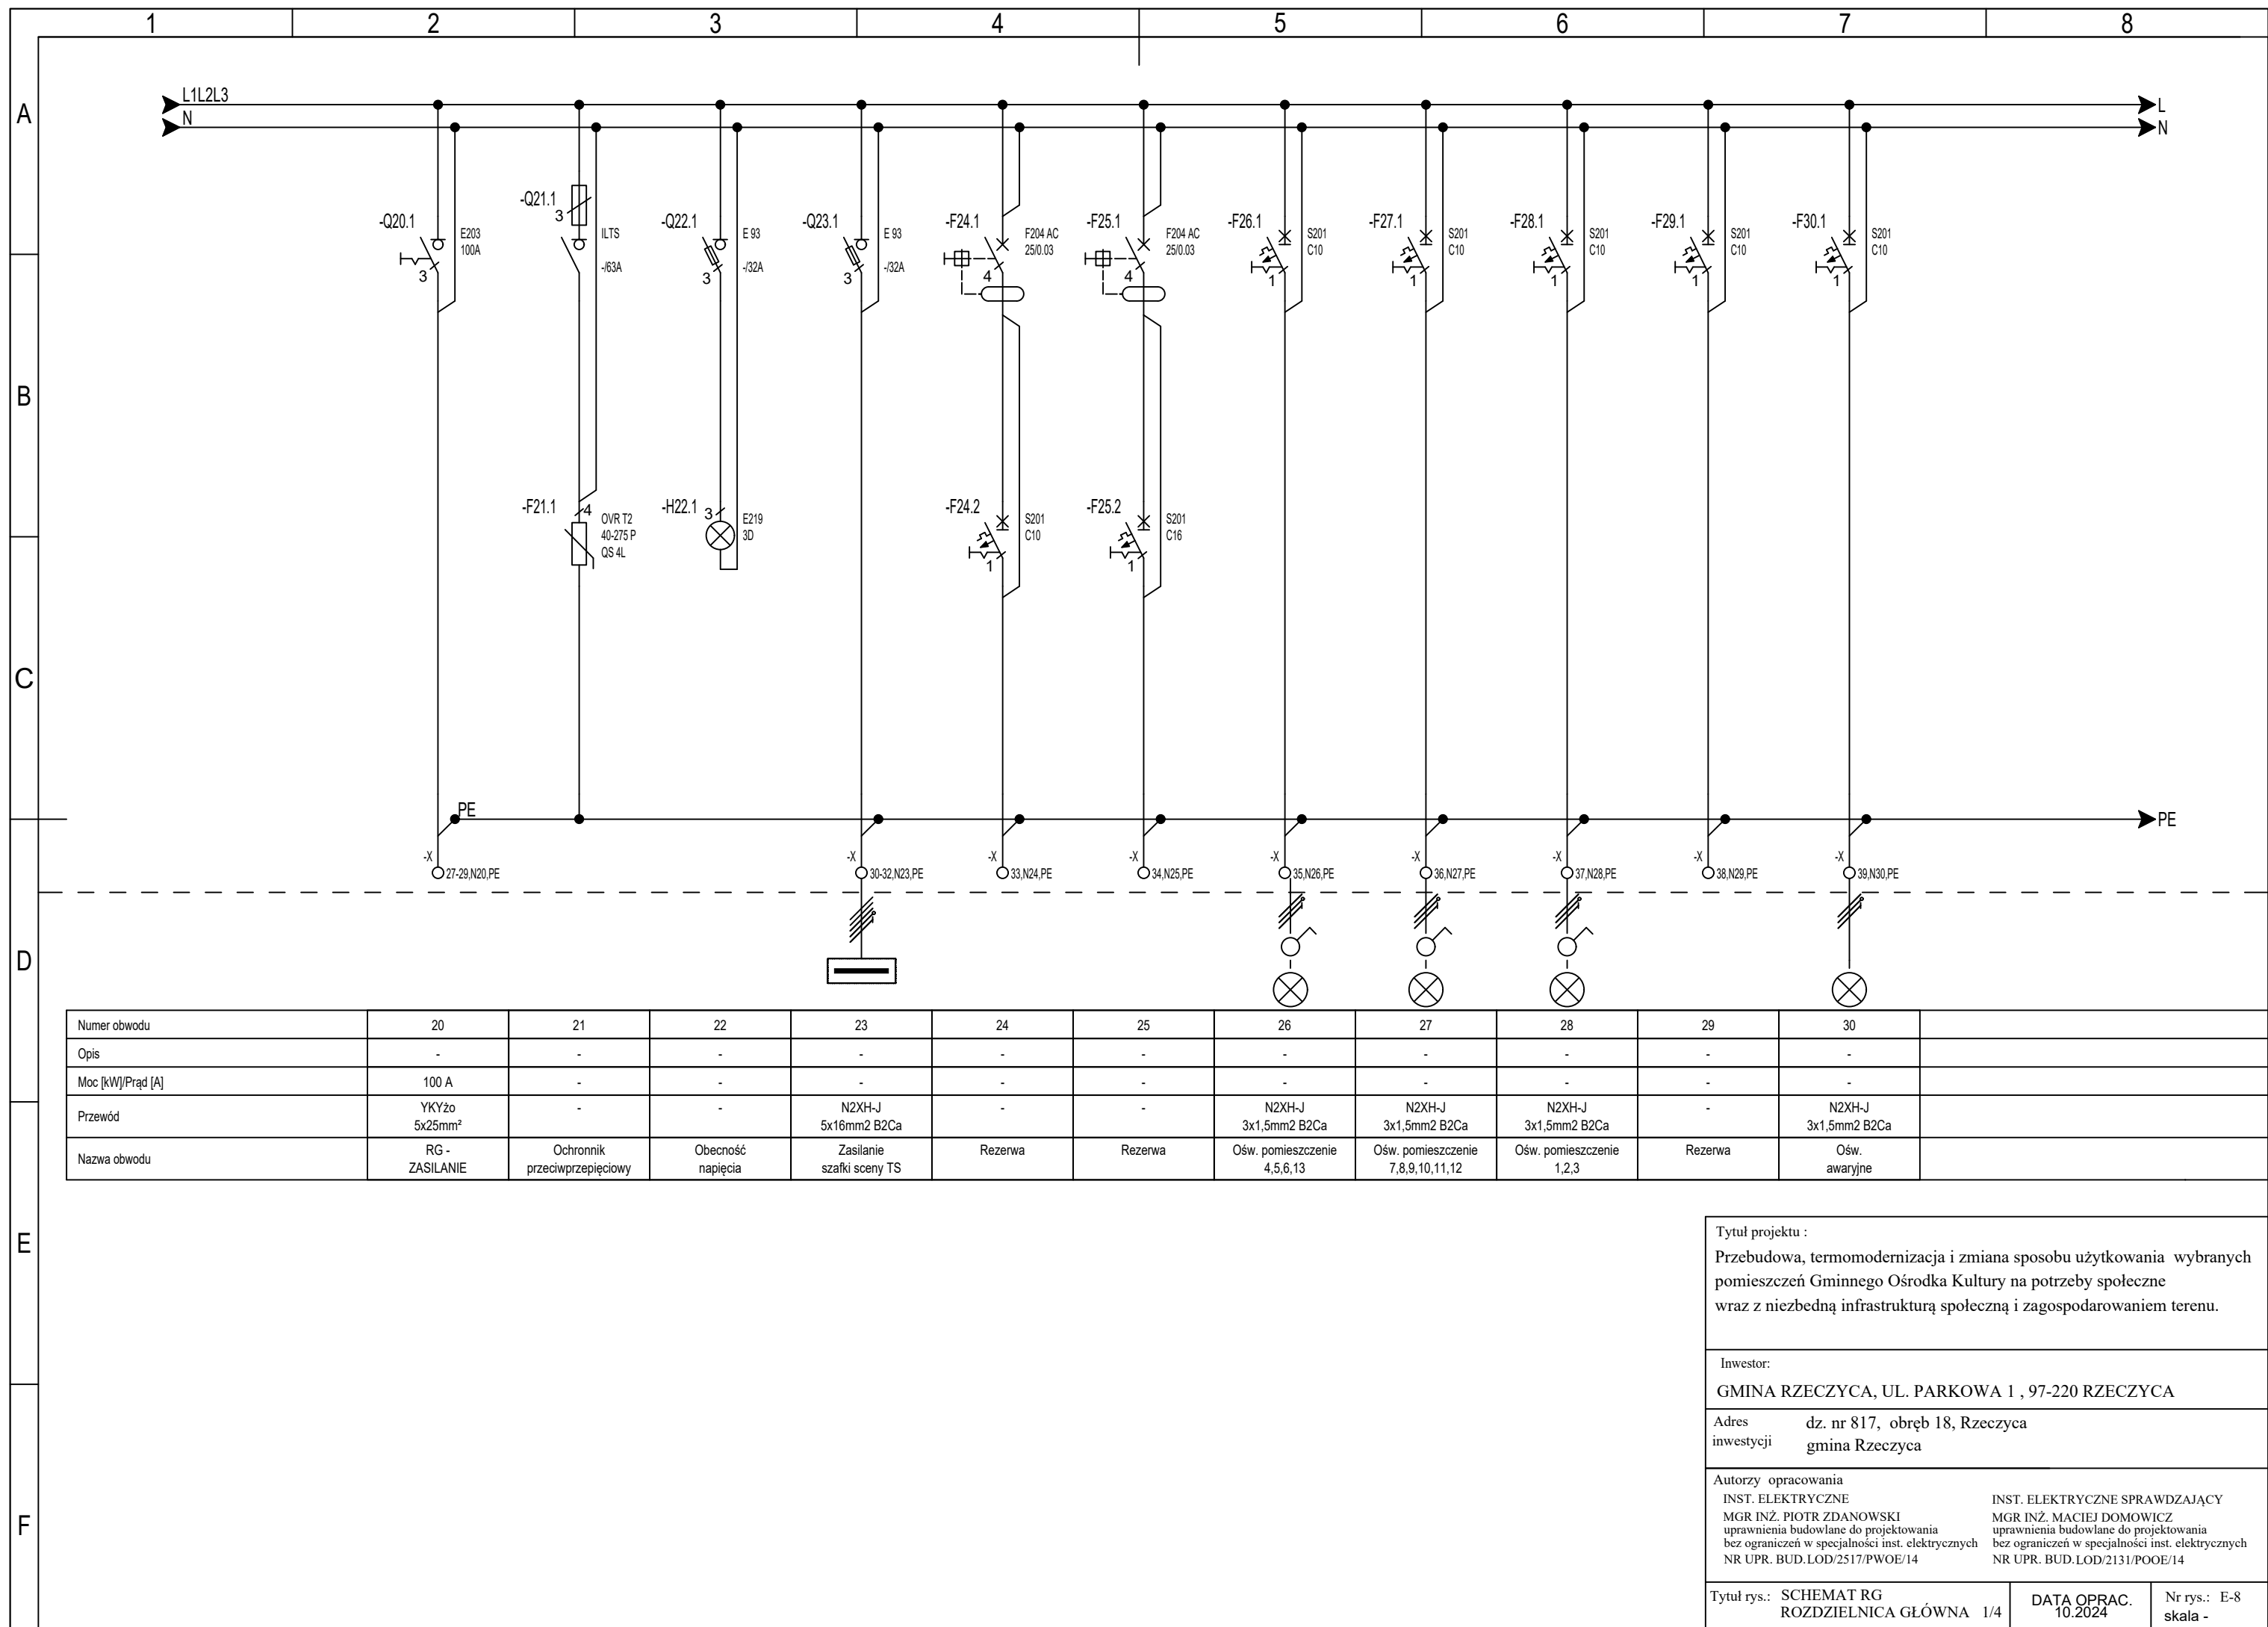 1 2 3 4 5 6 7 8
A
B
C
D
E
F
L1L2L3
N
L
N
-Q20.1
E203
100A
3
-Q21.1
3
ILTS
-/63A
-Q22.1
E 93
-/32A
3
-Q23.1
E 93
-/32A
3
-F24.1
F204 AC
25/0.03
4
-F25.1
F204 AC
25/0.03
4
-F26.1
S201
C10
1
-F27.1
S201
C10
1
-F28.1
S201
C10
1
-F29.1
S201
C10
1
-F30.1
S201
C10
1
-F21.1
4
OVR T2
40-275 P
QS 4L
-H22.1
3
E219
3D
-F24.2
S201
C10
1
-F25.2
S201
C16
1
PE
PE
-X
27-29,N20,PE
-X
30-32,N23,PE
-X
33,N24,PE
-X
34,N25,PE
-X
35,N26,PE
-X
36,N27,PE
-X
37,N28,PE
-X
38,N29,PE
-X
39,N30,PE
Numer obwodu 20 21 22 23 24 25 26 27 28 29 30
Opis - - - - - - - - - - -
Moc [kW]/Prąd [A] 100 A - - - - - - - - - -
Przewód
YKYżo
5x25mm²
-
-
N2XH-J
5x16mm2 B2Ca
-
-
N2XH-J
3x1,5mm2 B2Ca
N2XH-J
3x1,5mm2 B2Ca
N2XH-J
3x1,5mm2 B2Ca
-
N2XH-J
3x1,5mm2 B2Ca
Nazwa obwodu
RG -
ZASILANIE
Ochronnik
przeciwprzepięciowy
Obecność
napięcia
Zasilanie
szafki sceny TS
Rezerwa
Rezerwa
Ośw. pomieszczenie
4,5,6,13
Ośw. pomieszczenie
7,8,9,10,11,12
Ośw. pomieszczenie
1,2,3
Rezerwa
Ośw.
awaryjne
Tytuł projektu :
Przebudowa, termomodernizacja i zmiana sposobu użytkowania wybranych
pomieszczeń Gminnego Ośrodka Kultury na potrzeby społeczne
wraz z niezbedną infrastrukturą społeczną i zagospodarowaniem terenu.
Inwestor:
GMINA RZECZYCA, UL. PARKOWA 1 , 97-220 RZECZYCA
Adres
inwestycji
dz. nr 817, obręb 18, Rzeczyca
gmina Rzeczyca
Autorzy opracowania
INST. ELEKTRYCZNE
MGR INŻ. PIOTR ZDANOWSKI
uprawnienia budowlane do projektowania
bez ograniczeń w specjalności inst. elektrycznych
NR UPR. BUD.LOD/2517/PWOE/14
INST. ELEKTRYCZNE SPRAWDZAJĄCY
MGR INŻ. MACIEJ DOMOWICZ
uprawnienia budowlane do projektowania
bez ograniczeń w specjalności inst. elektrycznych
NR UPR. BUD.LOD/2131/POOE/14
Tytuł rys.: SCHEMAT RG
ROZDZIELNICA GŁÓWNA 1/4
DATA OPRAC.
10.2024
Nr rys.: E-8
skala -